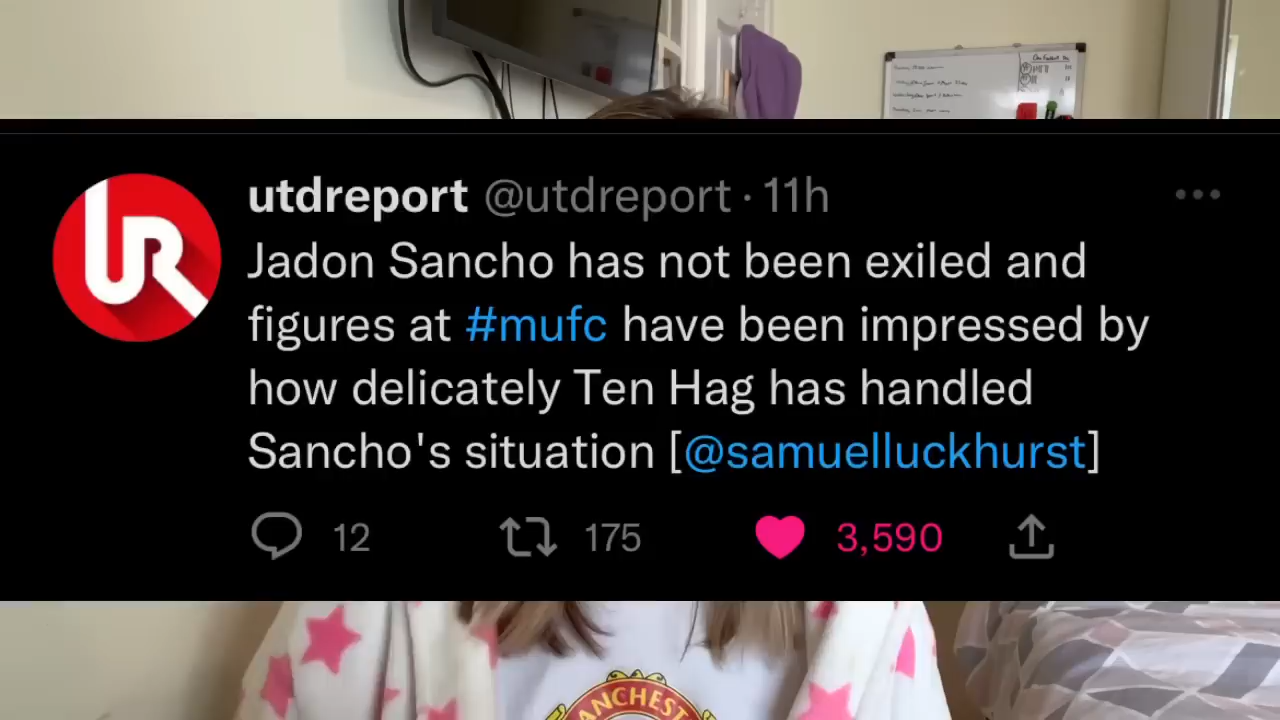 utdreport @utdreport · 11h
Jadon Sancho has not been exiled and
figures at #mufc have been impressed by
how delicately Ten Hag has handled
Sancho's situation [@samuelluckhurst]
12 175 3,590
ANCHEST